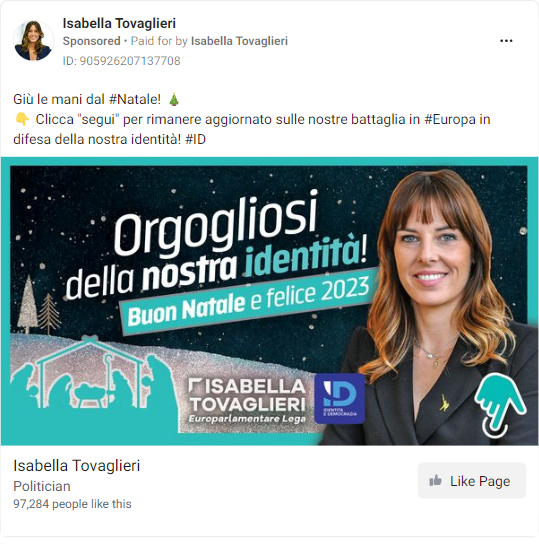 Isabella Tovaglieri
Sponsored • Paid for by Isabella Tovaglieri
ID: 905926207137708
Giù le mani dal #Natale! 🎄
👇 Clicca "segui" per rimanere aggiornato sulle nostre battaglia in #Europa in
difesa della nostra identità! #ID
Orgogliosi
della nostra identità!
Buon Natale e felice 2023
ISABELLA
TOVAGLIERI
Europarlamentare Lega
ID
IDENTITÀ
E DEMOCRAZIA
Isabella Tovaglieri
Politician
97,284 people like this
Like Page